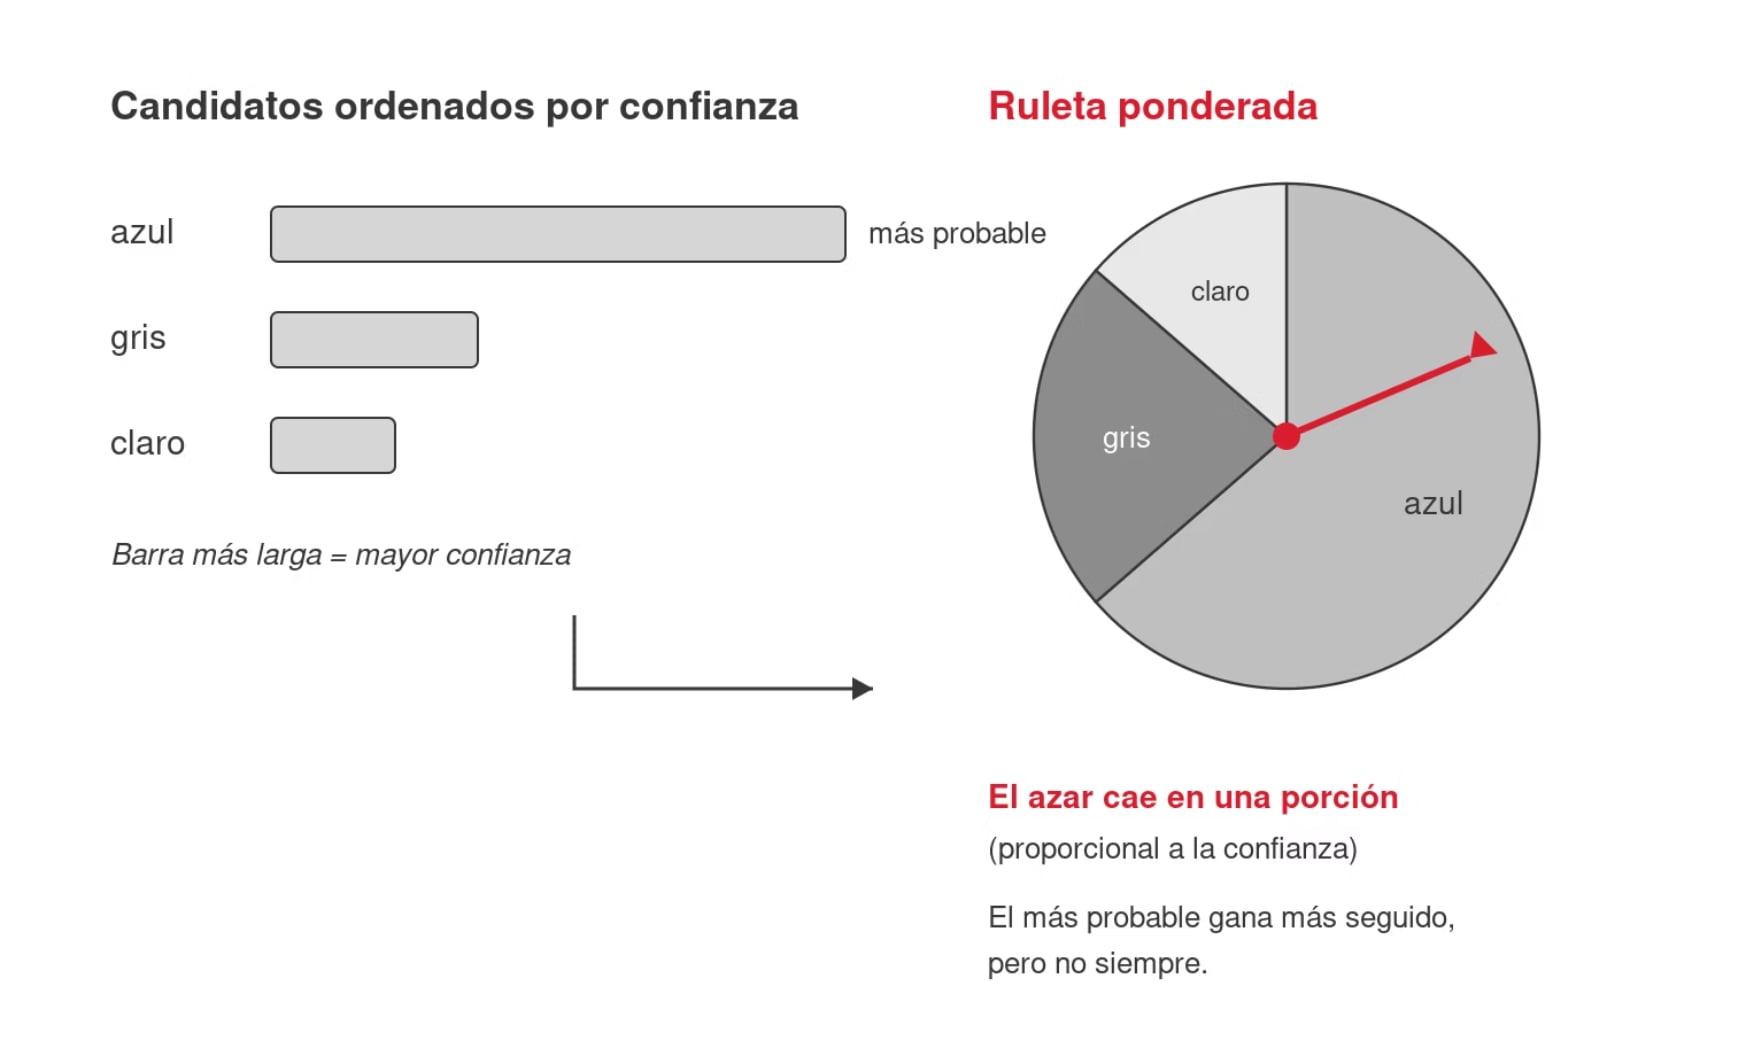 Candidatos ordenados por confianza
azul
más probable
gris
claro
Barra más larga = mayor confianza
Ruleta ponderada
claro
gris
azul
El azar cae en una porción
(proporcional a la confianza)
El más probable gana más seguido,
pero no siempre.